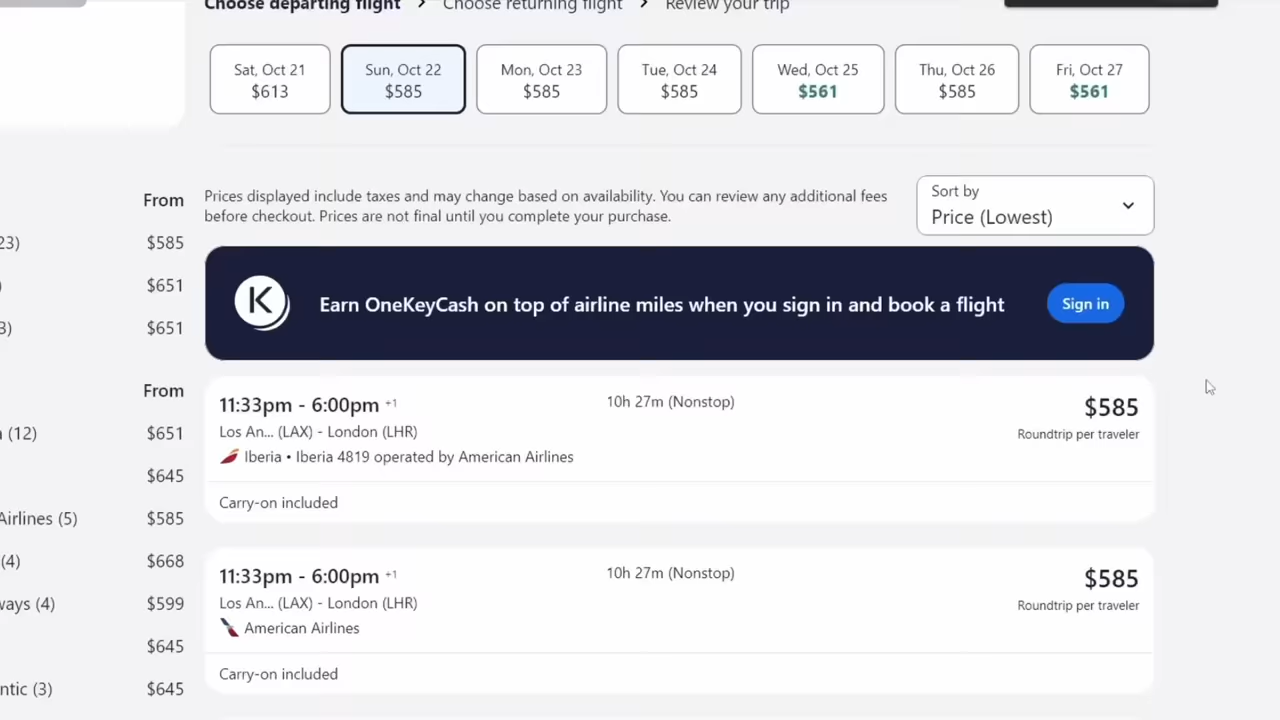 Choose departing flight > Choose returning flight > Review your trip
Sat, Oct 21
$613
Sun, Oct 22
$585
Mon, Oct 23
$585
Tue, Oct 24
$585
Wed, Oct 25
$561
Thu, Oct 26
$585
Fri, Oct 27
$561
From
23) $585
) $651
3) $651
From
(12) $651
$645
Airlines (5) $585
(4) $668
ways (4) $599
$645
ntic (3) $645
Prices displayed include taxes and may change based on availability. You can review any additional fees
before checkout. Prices are not final until you complete your purchase.
Sort by
Price (Lowest)
K
Earn OneKeyCash on top of airline miles when you sign in and book a flight
Sign in
11:33pm - 6:00pm +1
10h 27m (Nonstop)
$585
Los An... (LAX) - London (LHR)
Roundtrip per traveler
Iberia • Iberia 4819 operated by American Airlines
Carry-on included
11:33pm - 6:00pm +1
10h 27m (Nonstop)
$585
Los An... (LAX) - London (LHR)
Roundtrip per traveler
American Airlines
Carry-on included